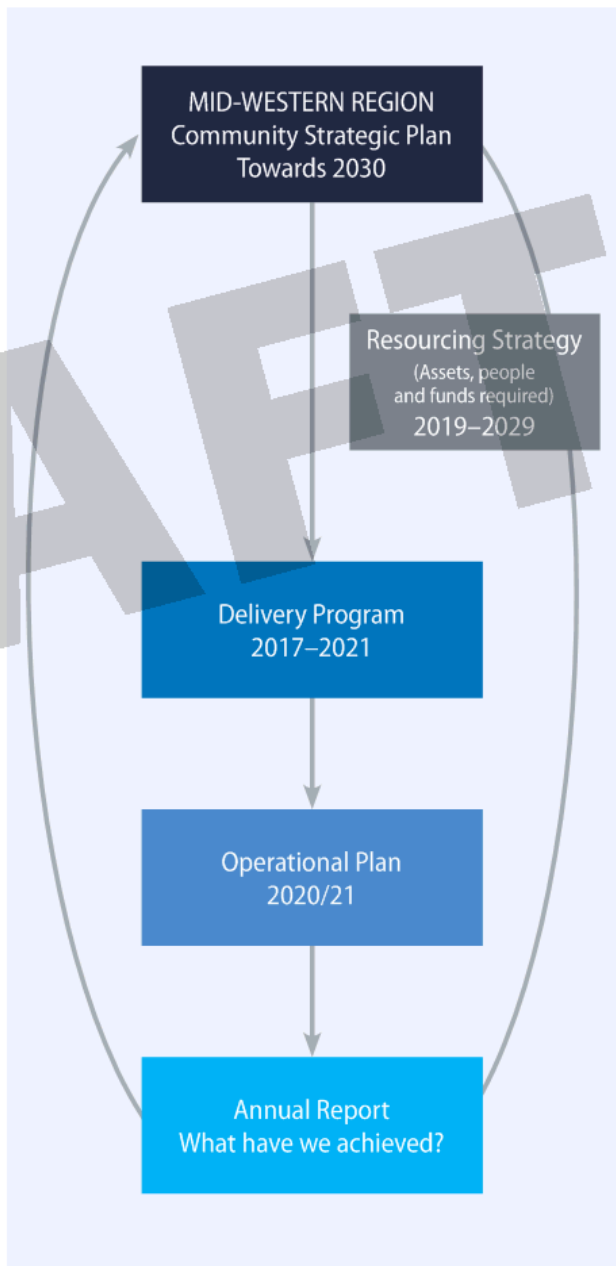 MID-WESTERN REGION
Community Strategic Plan
Towards 2030
Resourcing Strategy
(Assets, people
and funds required)
2019–2029
Delivery Program
2017–2021
Operational Plan
2020/21
Annual Report
What have we achieved?
AFT